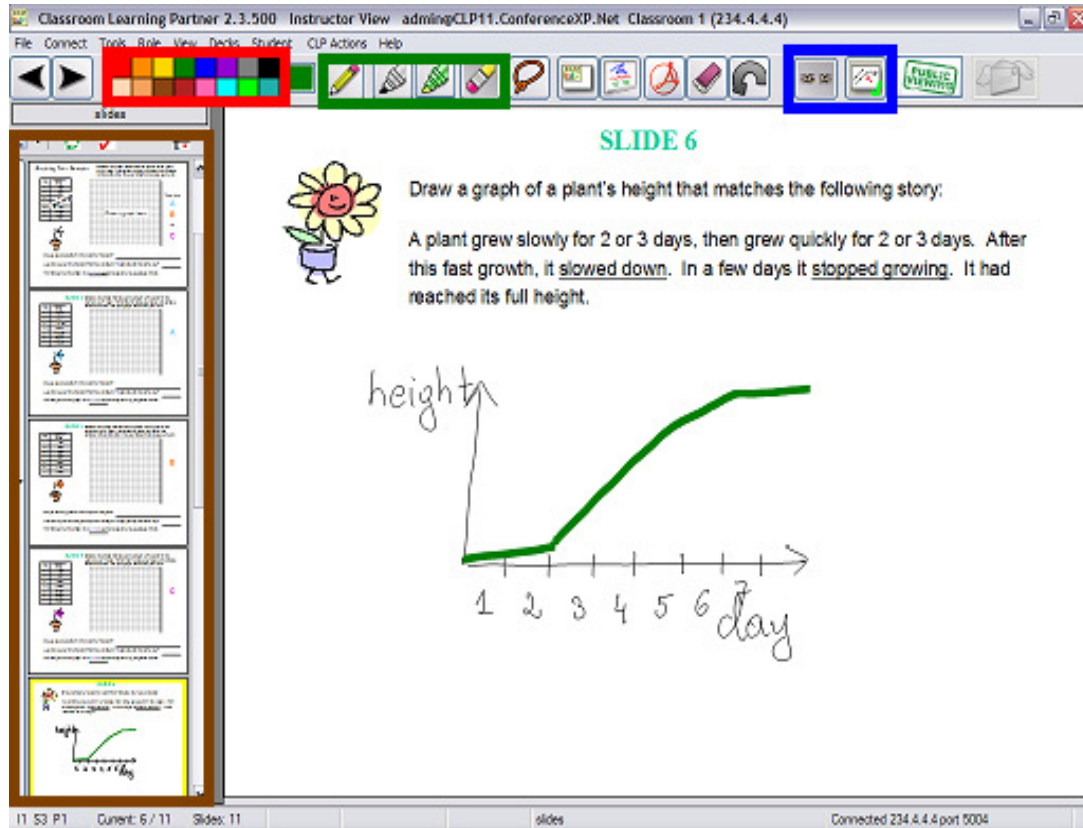 Classroom Learning Partner 2.3.500 Instructor View admin@CLP11.ConferenceXP.Net Classroom 1 (234.4.4.4)
File Connect Tools Role View Decks Student CLP Actions Help
PUBLIC VIEWING
slides
SLIDE 6
Draw a graph of a plant's height that matches the following story:
A plant grew slowly for 2 or 3 days, then grew quickly for 2 or 3 days. After
this fast growth, it slowed down. In a few days it stopped growing. It had
reached its full height.
height
1 2 3 4 5 6 7
day
I1 S3 P1 Current: 6 / 11 Slides: 11 slides Connected 234.4.4.4 port 5004